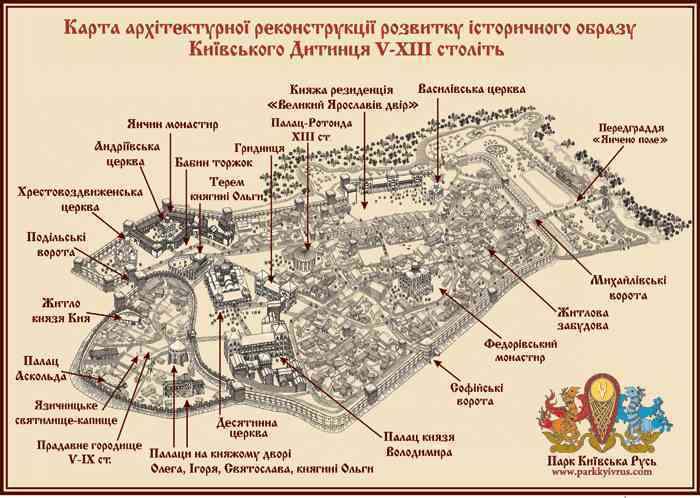 Карта архітектурної реконструкції розвитку історичного образу
Київського Дитинця V-XIII століть
Княжа резиденція
«Великий Ярославів двір»
Василівська церква
Янчин монастир
Палац-Ротонда
XIII ст
Передграддя
«Янчено поле»
Андріївська
церква
Гридниця
Бабин торжок
Терем
княгині Ольги
Хрестовоздвиженська
церква
Подільські
ворота
Михайлівські
ворота
Житло
князя Кия
Житлова
забудова
Федорівський
монастир
Палац
Аскольда
Софійські
ворота
Язичницьке
святилище-капище
Десятинна
церква
Прадавнє городище
V-IX ст.
Палаци на княжому дворі
Олега, Ігоря, Святослава, княгині Ольги
Палац князя
Володимира
Парк Київська Русь
www.parkkyivrus.com